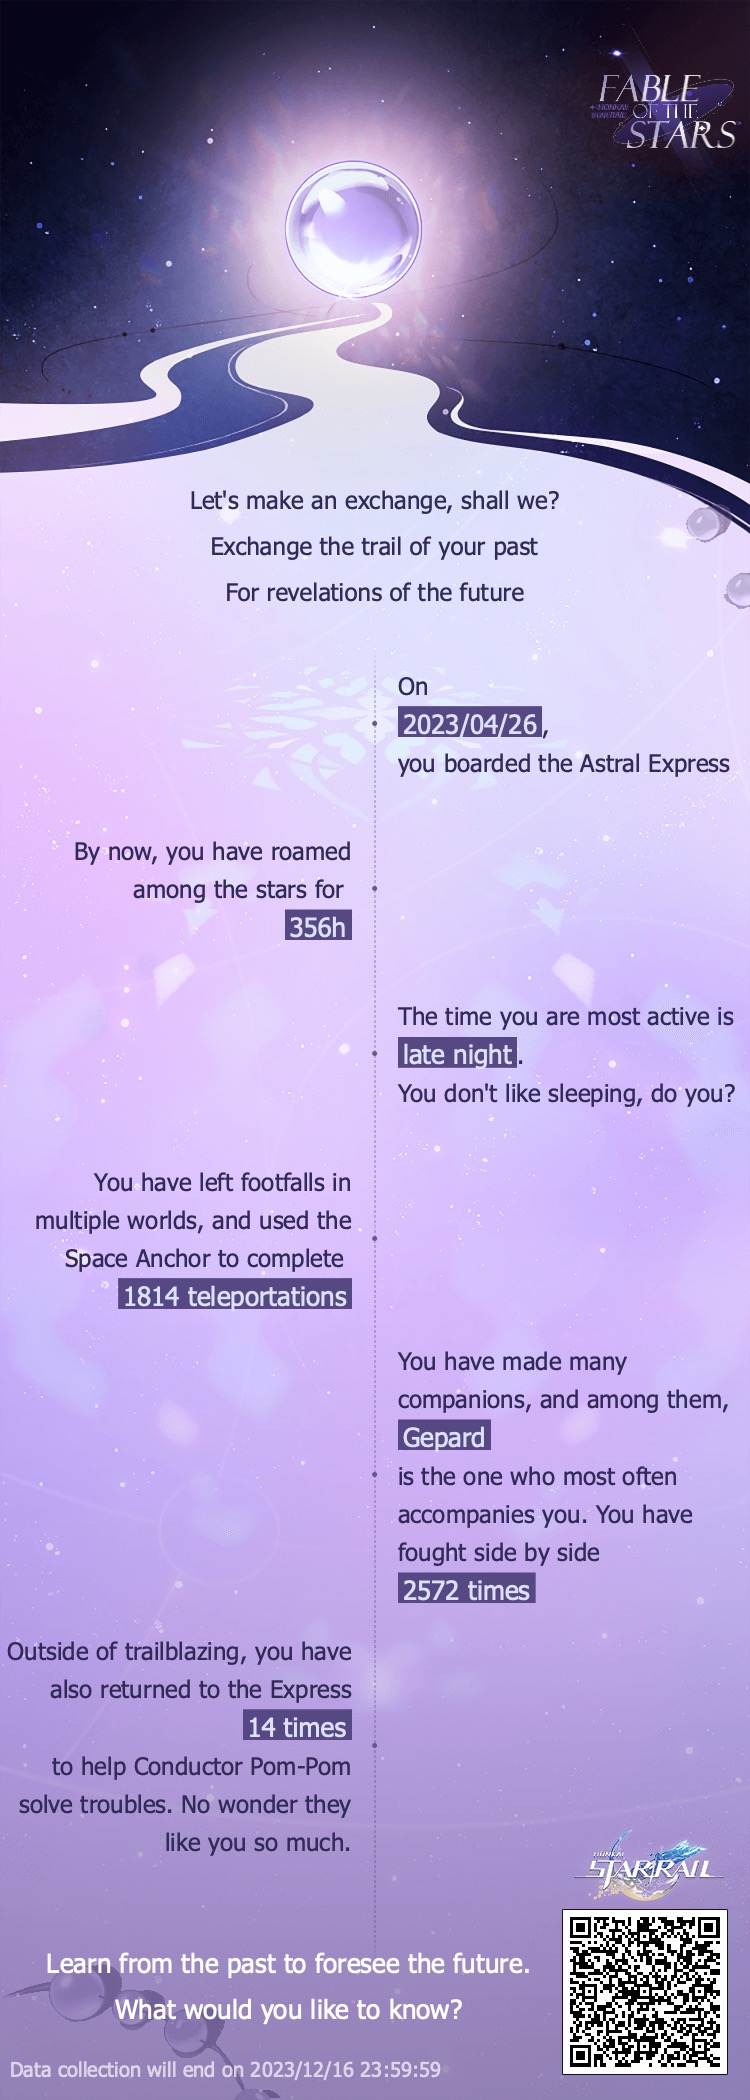 FABLE
OF THE
STARS
HONKAI
STAR RAIL
Let's make an exchange, shall we?
Exchange the trail of your past
For revelations of the future
On
2023/04/26,
you boarded the Astral Express
By now, you have roamed
among the stars for
356h
The time you are most active is
late night.
You don't like sleeping, do you?
You have left footfalls in
multiple worlds, and used the
Space Anchor to complete
1814 teleportations
You have made many
companions, and among them,
Gepard
is the one who most often
accompanies you. You have
fought side by side
2572 times
Outside of trailblazing, you have
also returned to the Express
14 times
to help Conductor Pom-Pom
solve troubles. No wonder they
like you so much.
HONKAI
STAR RAIL
Learn from the past to foresee the future.
What would you like to know?
Data collection will end on 2023/12/16 23:59:59